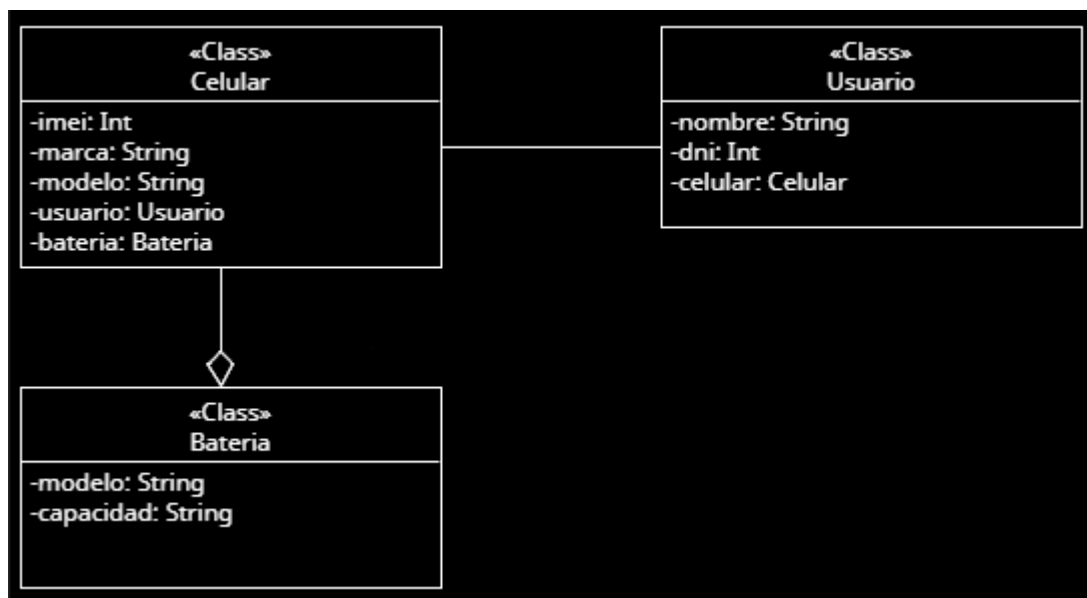 «Class»
Celular
-imei: Int
-marca: String
-modelo: String
-usuario: Usuario
-bateria: Bateria
«Class»
Usuario
-nombre: String
-dni: Int
-celular: Celular
«Class»
Bateria
-modelo: String
-capacidad: String